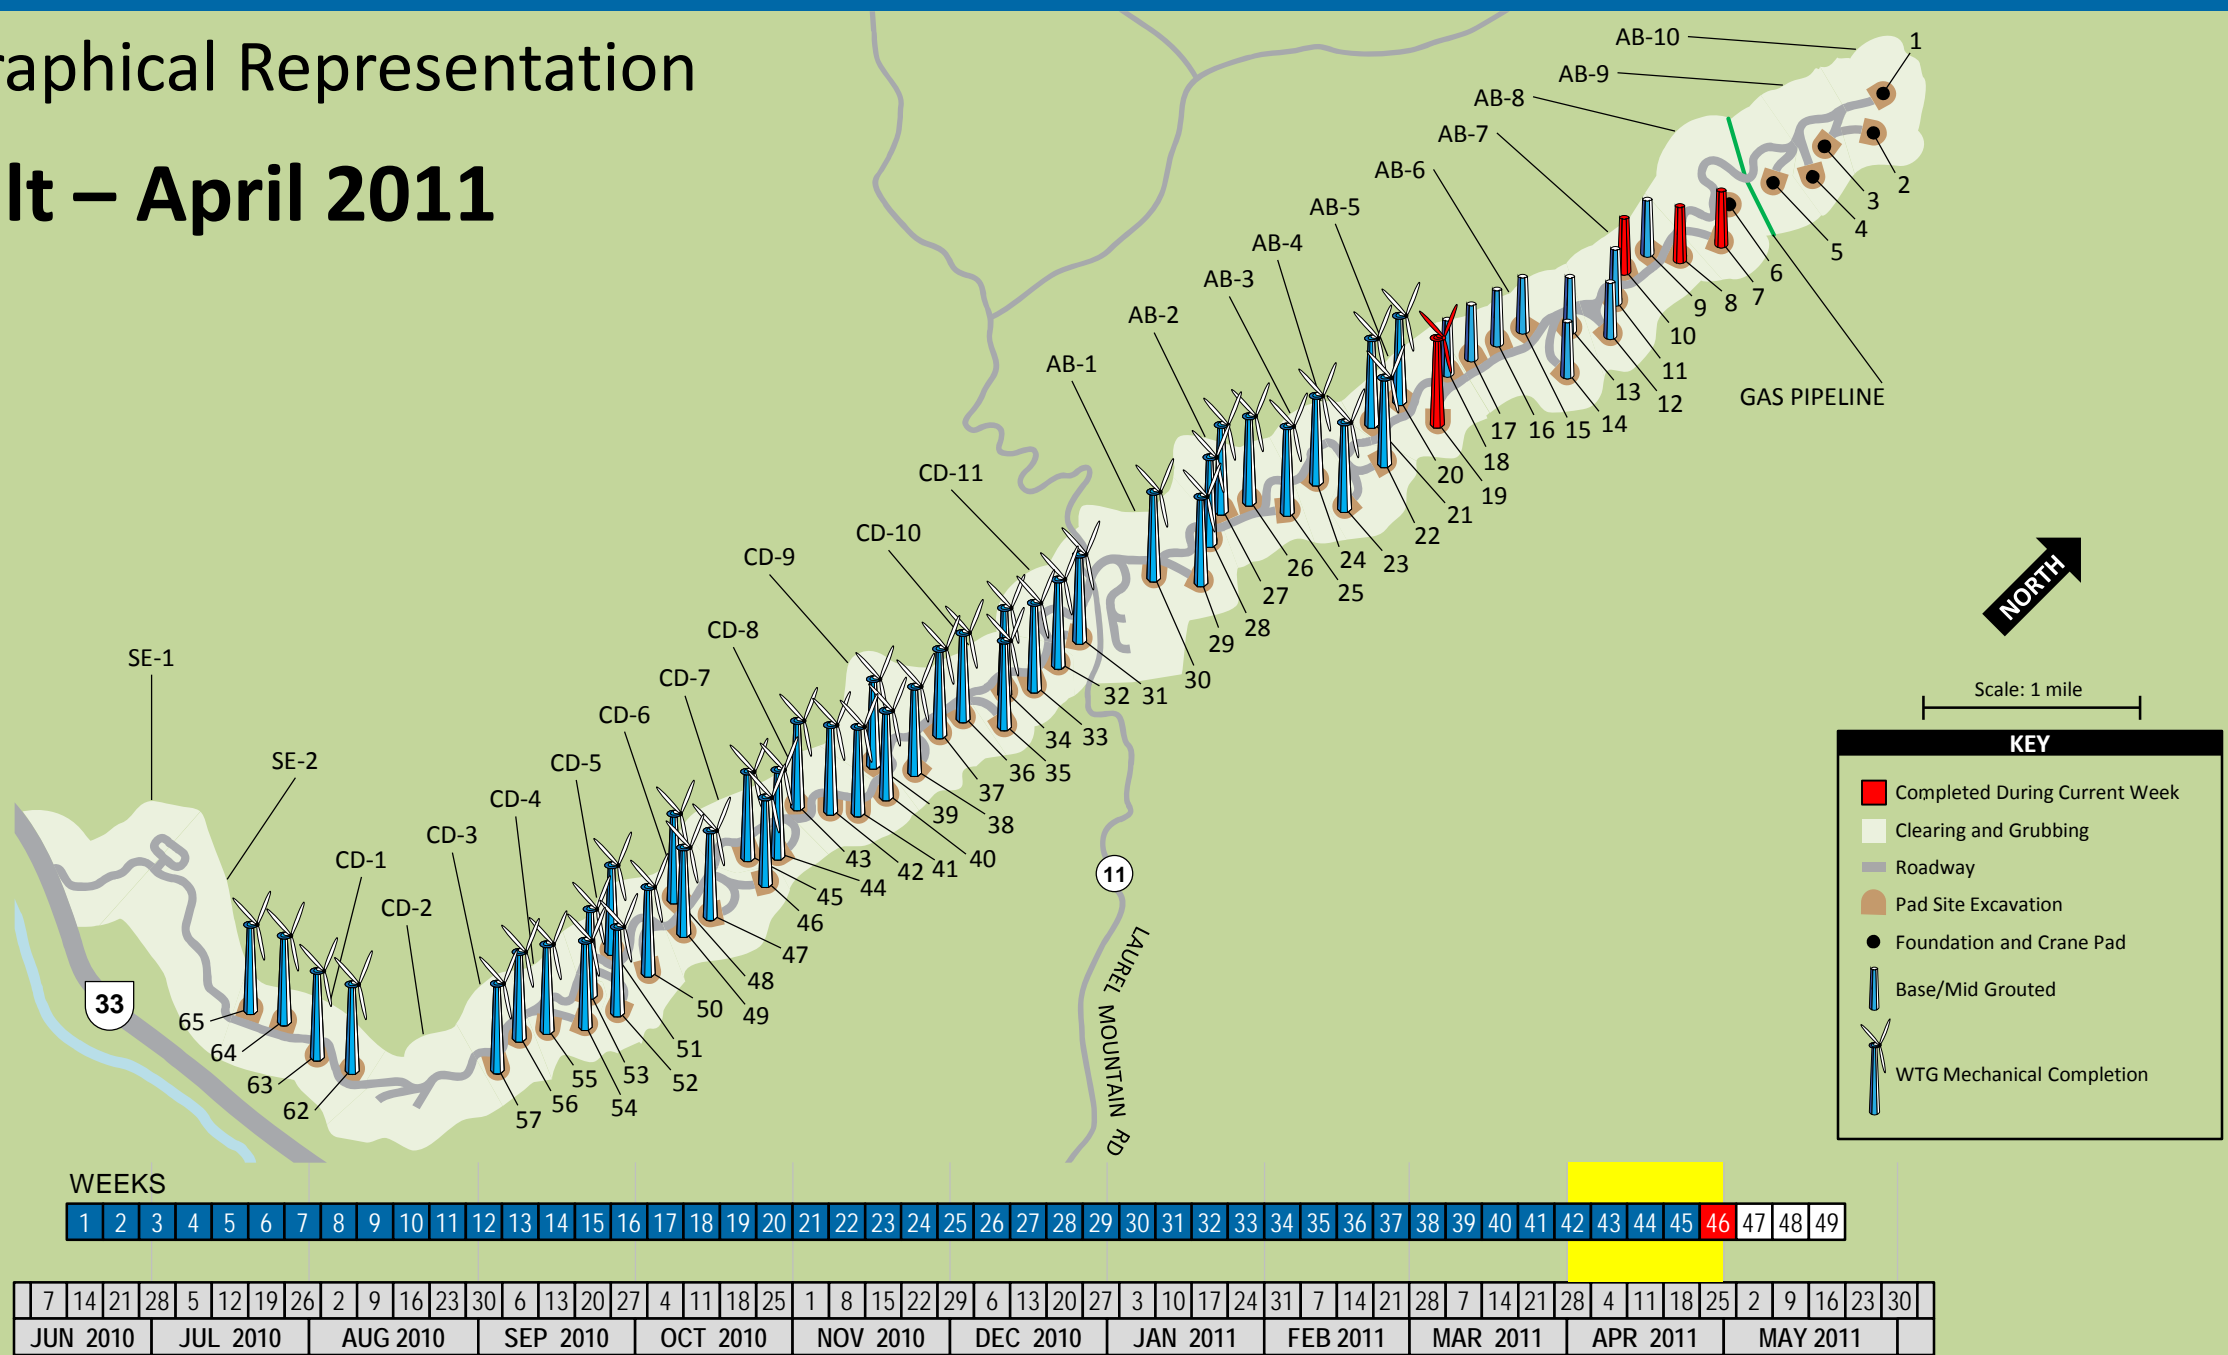 raphical Representation
lt – April 2011
AB-10
1
AB-9
AB-8
AB-7
AB-6
AB-5
AB-4
AB-3
AB-2
AB-1
2
3
4
5
6
7
8
9
10
11
12
13
14
15
16
17
18
19
20
21
22
23
24
25
26
27
28
29
30
31
32
33
34
35
36
37
38
39
40
41
42
43
44
45
46
47
48
49
50
51
52
53
54
55
56
57
62
63
64
65
GAS PIPELINE
CD-11
CD-10
CD-9
CD-8
CD-7
CD-6
CD-5
CD-4
CD-3
CD-2
CD-1
SE-2
SE-1
33
11
LAUREL MOUNTAIN RD
NORTH
Scale: 1 mile
KEY
Completed During Current Week
Clearing and Grubbing
Roadway
Pad Site Excavation
Foundation and Crane Pad
Base/Mid Grouted
WTG Mechanical Completion
WEEKS
1 2 3 4 5 6 7 8 9 10 11 12 13 14 15 16 17 18 19 20 21 22 23 24 25 26 27 28 29 30 31 32 33 34 35 36 37 38 39 40 41 42 43 44 45 46 47 48 49
7 14 21 28 5 12 19 26 2 9 16 23 30 6 13 20 27 4 11 18 25 1 8 15 22 29 6 13 20 27 3 10 17 24 31 7 14 21 28 7 14 21 28 4 11 18 25 2 9 16 23 30
JUN 2010 JUL 2010 AUG 2010 SEP 2010 OCT 2010 NOV 2010 DEC 2010 JAN 2011 FEB 2011 MAR 2011 APR 2011 MAY 2011